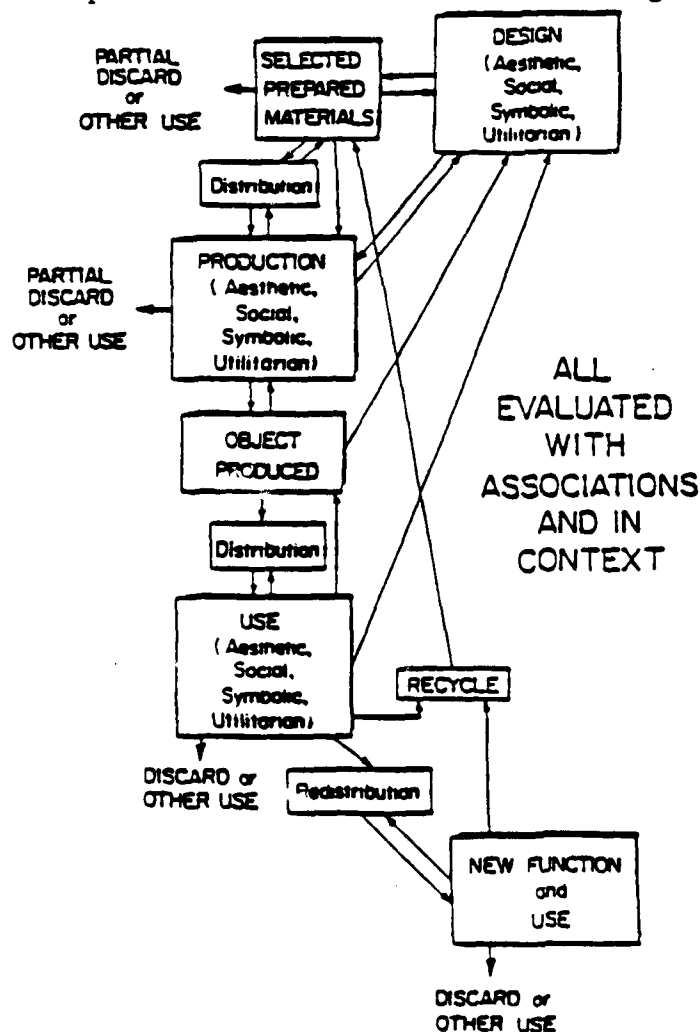 PARTIAL
DISCARD
or
OTHER USE
SELECTED
PREPARED
MATERIALS
DESIGN
(Aesthetic,
Social,
Symbolic,
Utilitarian)
Distribution
PRODUCTION
(Aesthetic,
Social,
Symbolic,
Utilitarian)
PARTIAL
DISCARD
or
OTHER USE
ALL
EVALUATED
WITH
ASSOCIATIONS
AND IN
CONTEXT
OBJECT
PRODUCED
Distribution
USE
(Aesthetic,
Social,
Symbolic,
Utilitarian)
RECYCLE
DISCARD or
OTHER USE
Redistribution
NEW FUNCTION
and
USE
DISCARD or
OTHER USE